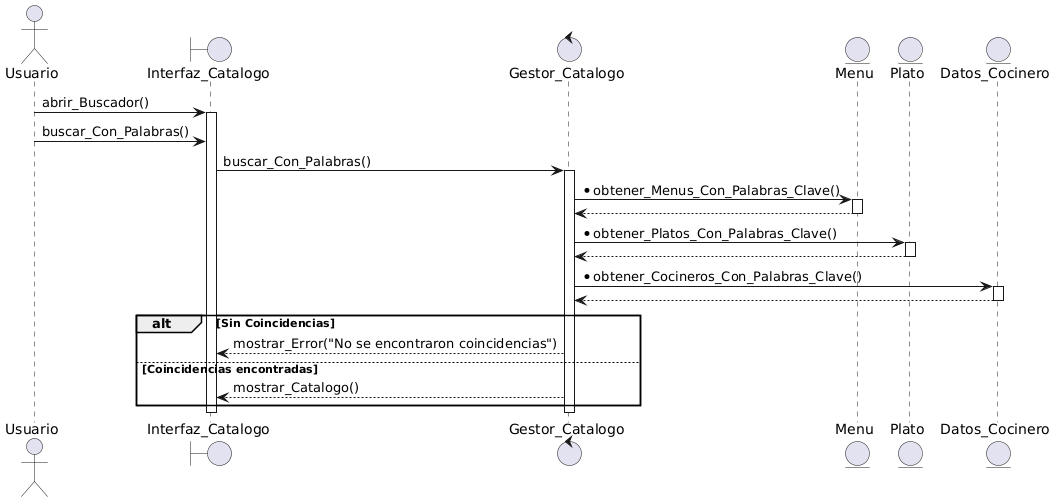 Usuario
Interfaz_Catalogo
Gestor_Catalogo
Menu
Plato
Datos_Cocinero
abrir_Buscador()
buscar_Con_Palabras()
buscar_Con_Palabras()
obtener_Menus_Con_Palabras_Clave()
obtener_Platos_Con_Palabras_Clave()
obtener_Cocineros_Con_Palabras_Clave()
alt [Sin Coincidencias]
mostrar_Error("No se encontraron coincidencias")
[Coincidencias encontradas]
mostrar_Catalogo()
Usuario
Interfaz_Catalogo
Gestor_Catalogo
Menu
Plato
Datos_Cocinero